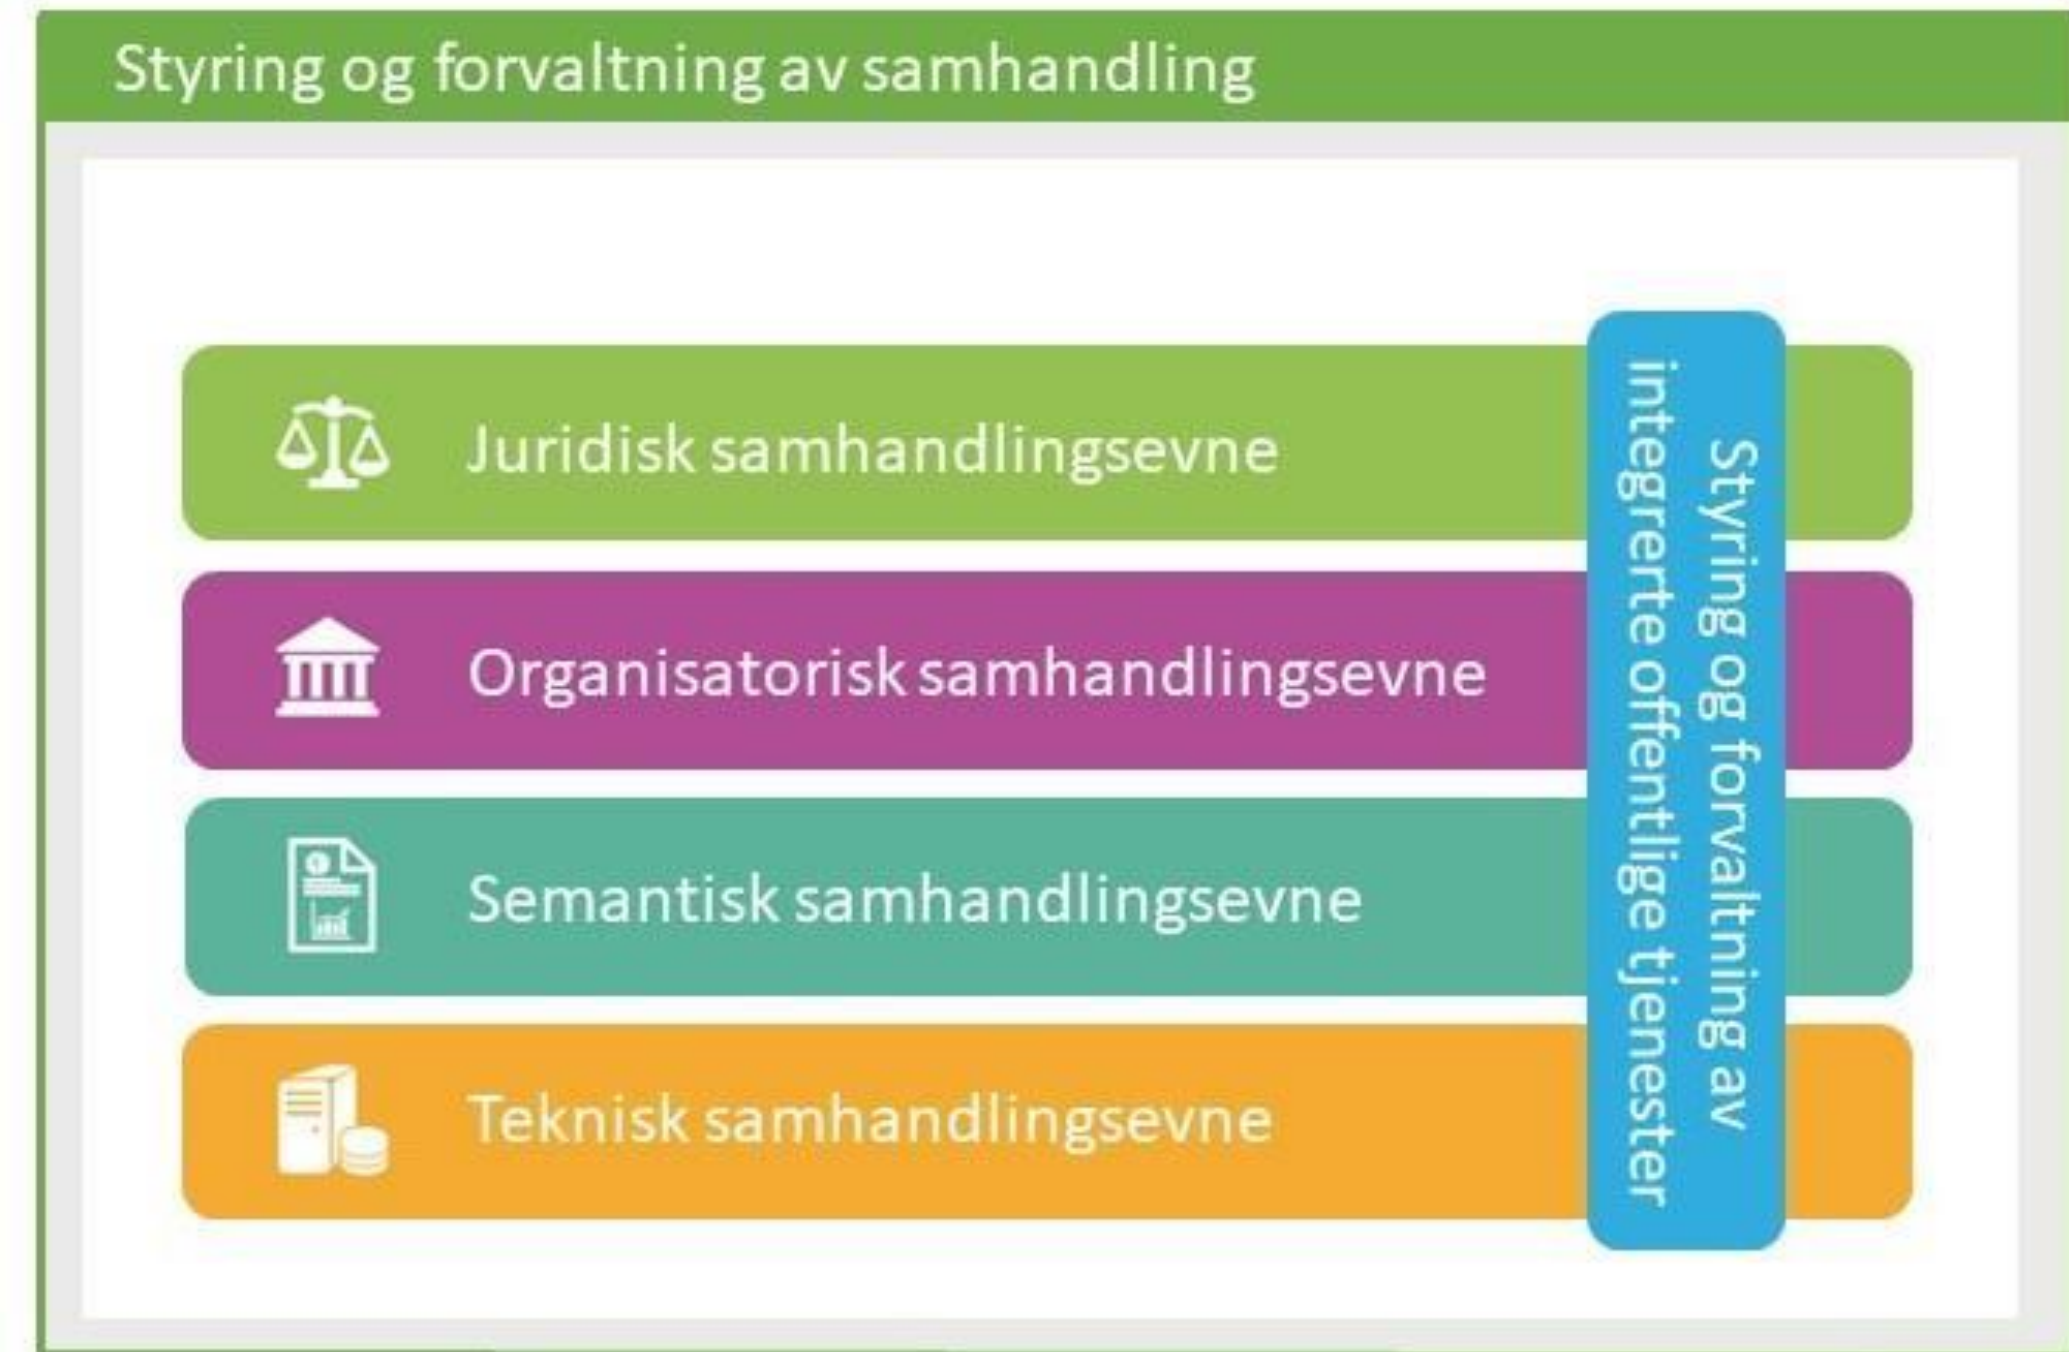 Styring og forvaltning av samhandling
Juridisk samhandlingsevne
Organisatorisk samhandlingsevne
Semantisk samhandlingsevne
Teknisk samhandlingsevne
Styring og forvaltning av
integrerte offentlige tjenester